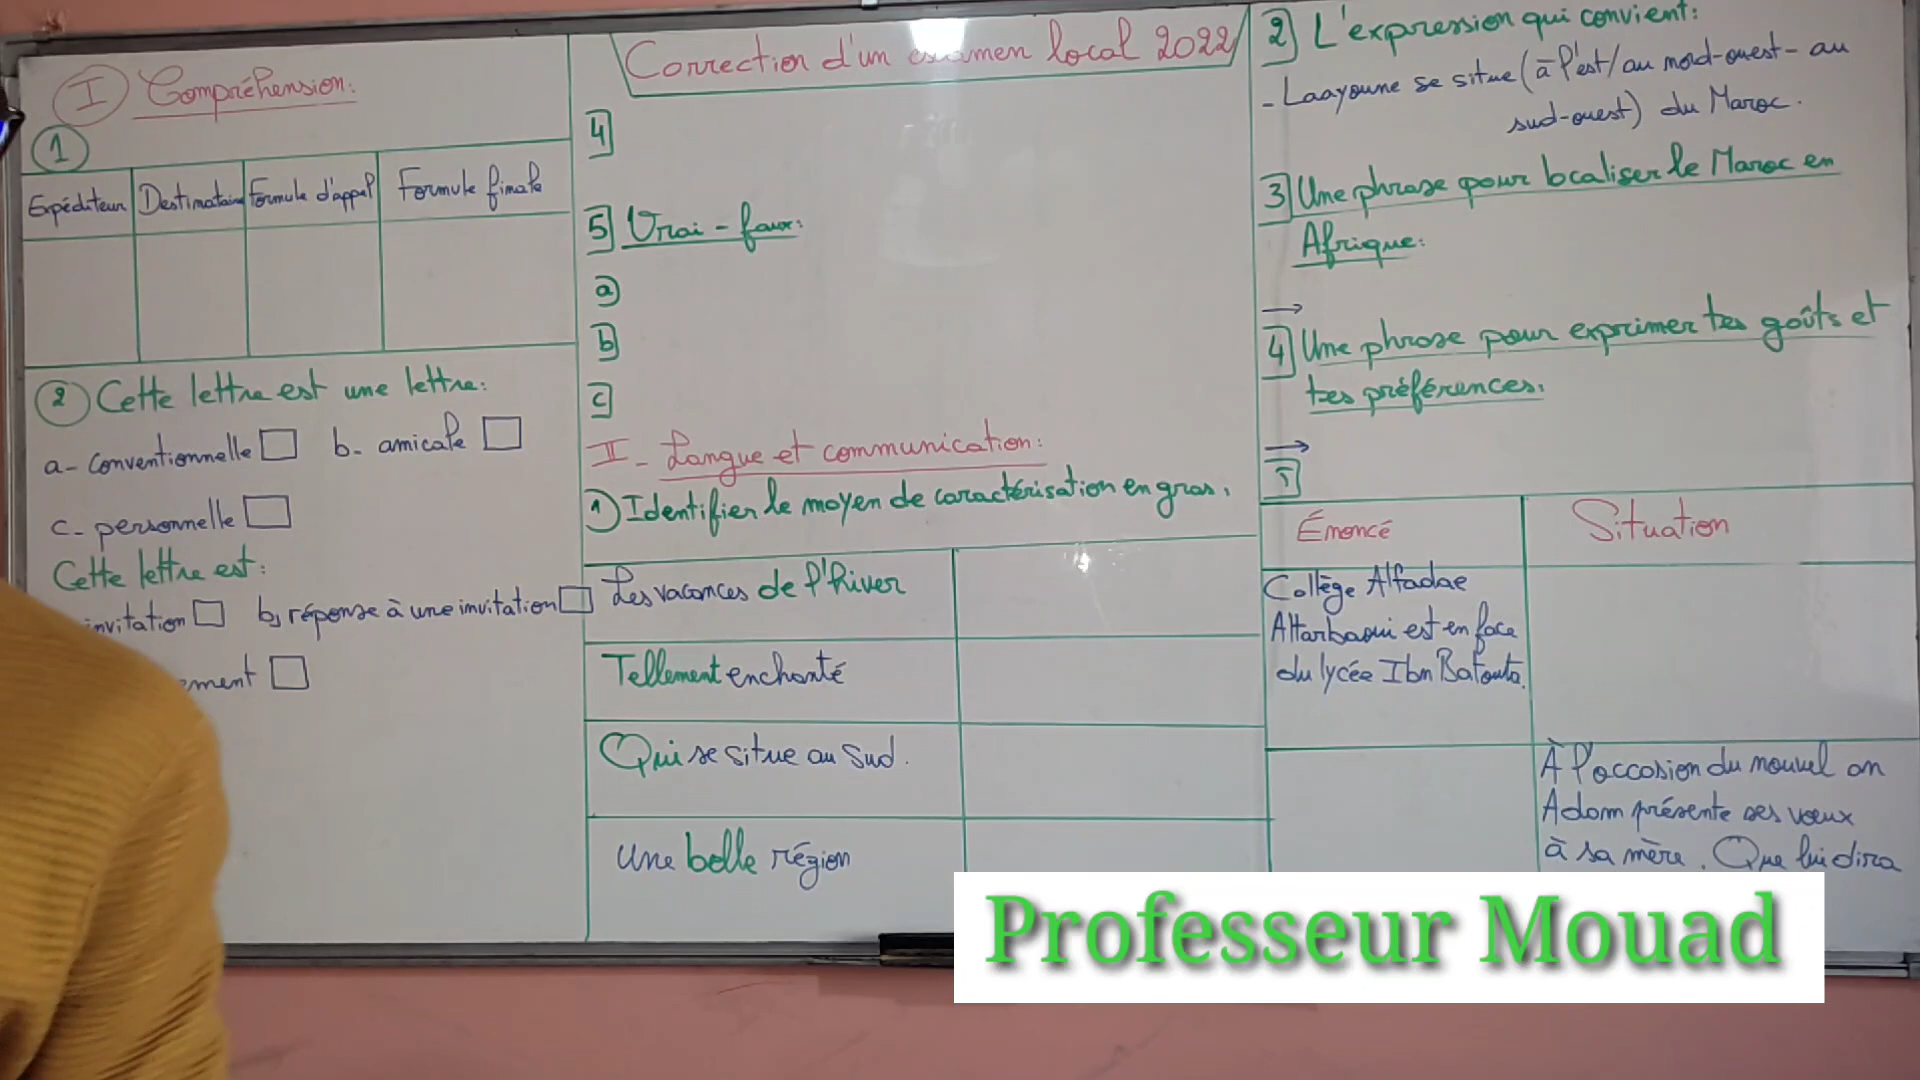 Correction d'un examen local 2022
I Compréhension:
1
Expéditeur Destinataire Formule d'appel Formule finale
2 Cette lettre est une lettre:
a- conventionnelle b- amicale
c- personnelle
Cette lettre est:
invitation b, réponse à une invitation
4
5 Vrai - faux:
a
b
c
II - Langue et communication:
1) Identifier le moyen de caractérisation en gras.
Les vacances de l'hiver
Tellement enchanté
Qui se situe au sud.
Une belle région
2 L'expression qui convient:
- Laayoune se situe (à l'est/au nord-ouest - au
sud-ouest) du Maroc.
3 Une phrase pour localiser le Maroc en
Afrique:
→
4 Une phrase pour exprimer tes goûts et
tes préférences.
→
5
Énoncé Situation
Collège Alfadae
Attarbaoui est en face
du lycée Ibn Batouta.
À l'occasion du nouvel an
Adam présente ses vœux
à sa mère. Que lui dira
Professeur Mouad